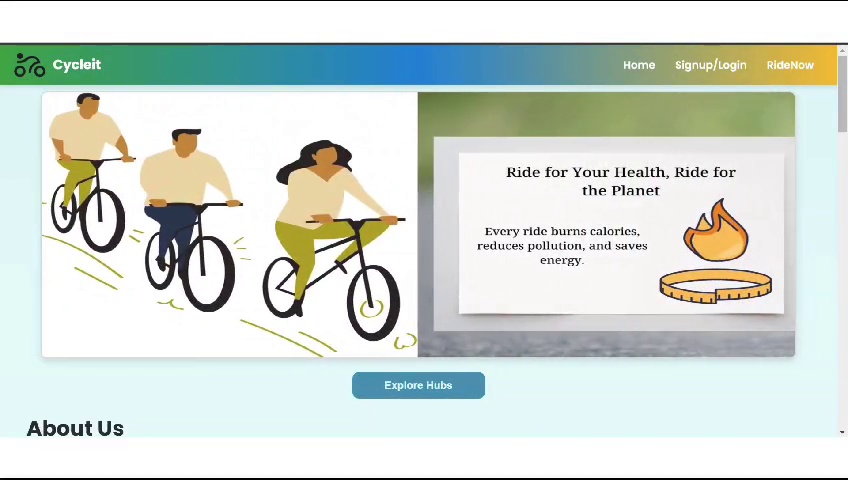 Cycleit
Home Signup/Login RideNow
Ride for Your Health, Ride for
the Planet
Every ride burns calories,
reduces pollution, and saves
energy.
Explore Hubs
About Us